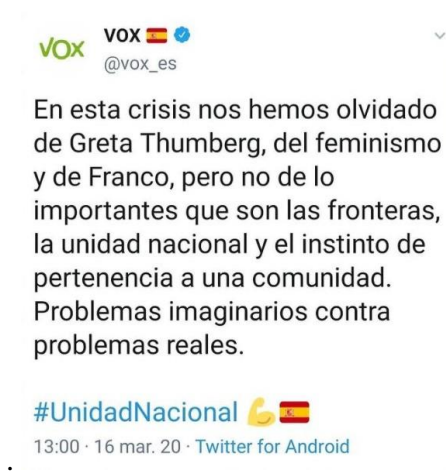 VOX
VOX 🇪🇸
@vox_es
En esta crisis nos hemos olvidado
de Greta Thumberg, del feminismo
y de Franco, pero no de lo
importantes que son las fronteras,
la unidad nacional y el instinto de
pertenencia a una comunidad.
Problemas imaginarios contra
problemas reales.
#UnidadNacional 💪🇪🇸
13:00 · 16 mar. 20 · Twitter for Android
.